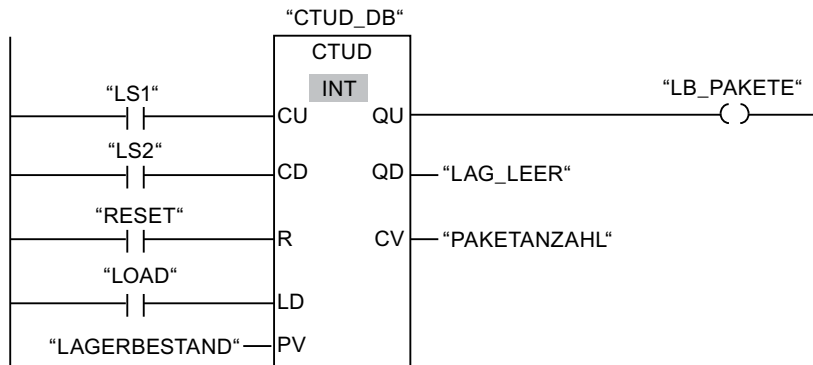 "CTUD_DB"
CTUD
INT
"LS1" CU QU "LB_PAKETE"
"LS2" CD QD "LAG_LEER"
"RESET" R CV "PAKETANZAHL"
"LOAD" LD
"LAGERBESTAND" PV